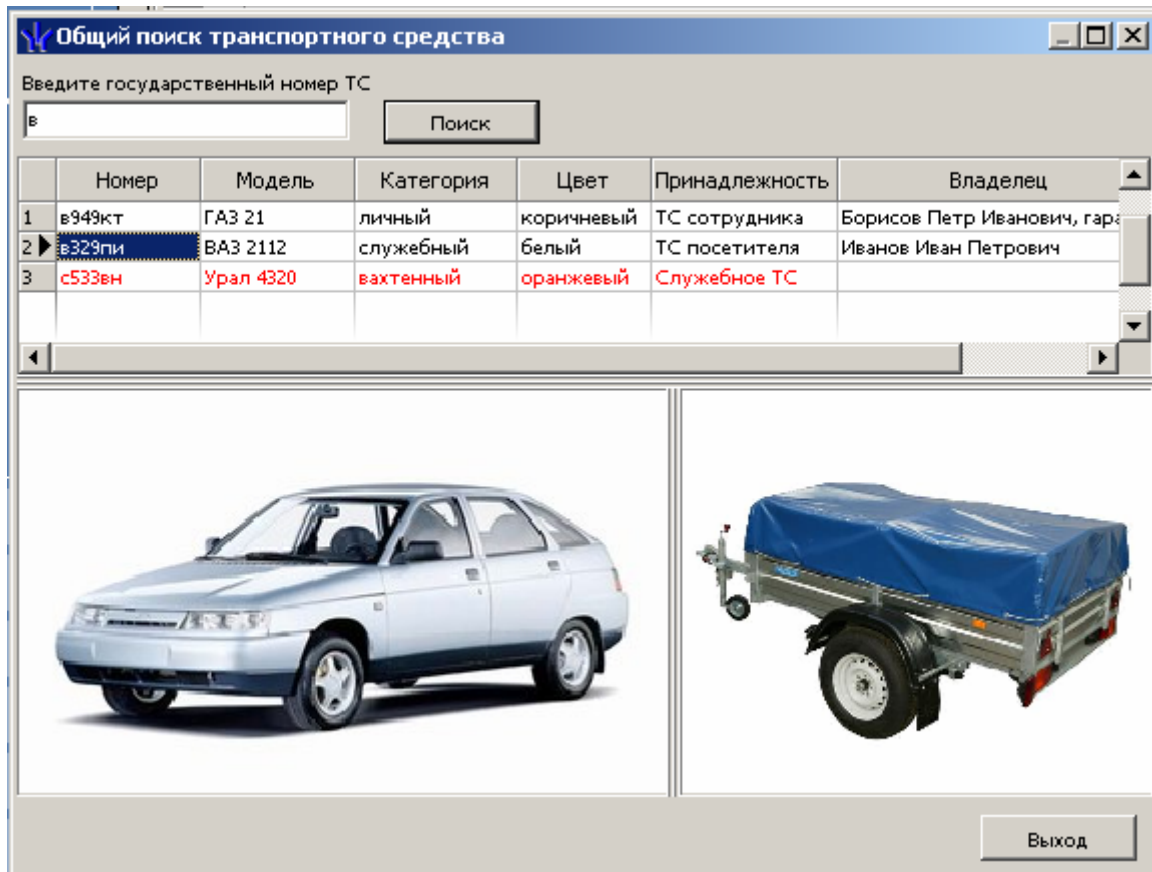 Общий поиск транспортного средства
Введите государственный номер ТС
в
Поиск
Номер Модель Категория Цвет Принадлежность Владелец
1 в949кт ГАЗ 21 личный коричневый ТС сотрудника Борисов Петр Иванович, гара
2 в329пи ВАЗ 2112 служебный белый ТС посетителя Иванов Иван Петрович
3 с533вн Урал 4320 вахтенный оранжевый Служебное ТС
Выход